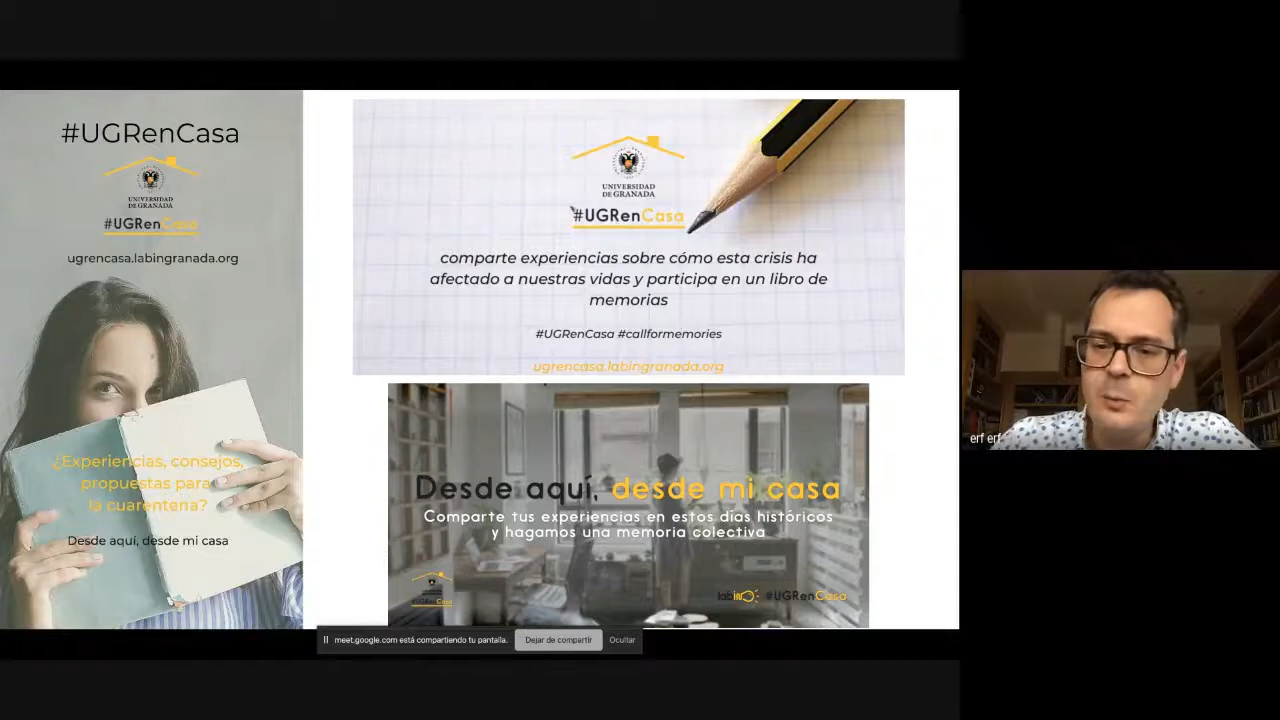 #UGRenCasa
UNIVERSIDAD
DE GRANADA
#UGRenCasa
ugrencasa.labingranada.org
¿Experiencias, consejos,
propuestas para
la cuarentena?
Desde aquí, desde mi casa
UNIVERSIDAD
DE GRANADA
#UGRenCasa
comparte experiencias sobre cómo esta crisis ha
afectado a nuestras vidas y participa en un libro de
memorias
#UGRenCasa #callformemories
ugrencasa.labingranada.org
Desde aquí, desde mi casa
Comparte tus experiencias en estos días históricos
y hagamos una memoria colectiva
#UGRenCasa
labIN #UGRenCasa
meet.google.com está compartiendo tu pantalla.
Dejar de compartir
Ocultar
erf erf